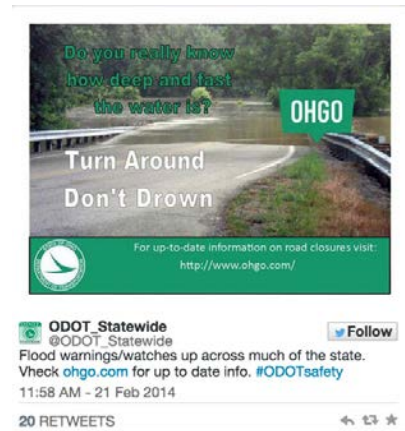 Do you really know
how deep and fast
the water is?
OHGO
Turn Around
Don't Drown
For up-to-date information on road closures visit:
http://www.ohgo.com/
ODOT_Statewide
@ODOT_Statewide
Follow
Flood warnings/watches up across much of the state.
Vheck ohgo.com for up to date info. #ODOTsafety
11:58 AM - 21 Feb 2014
20 RETWEETS